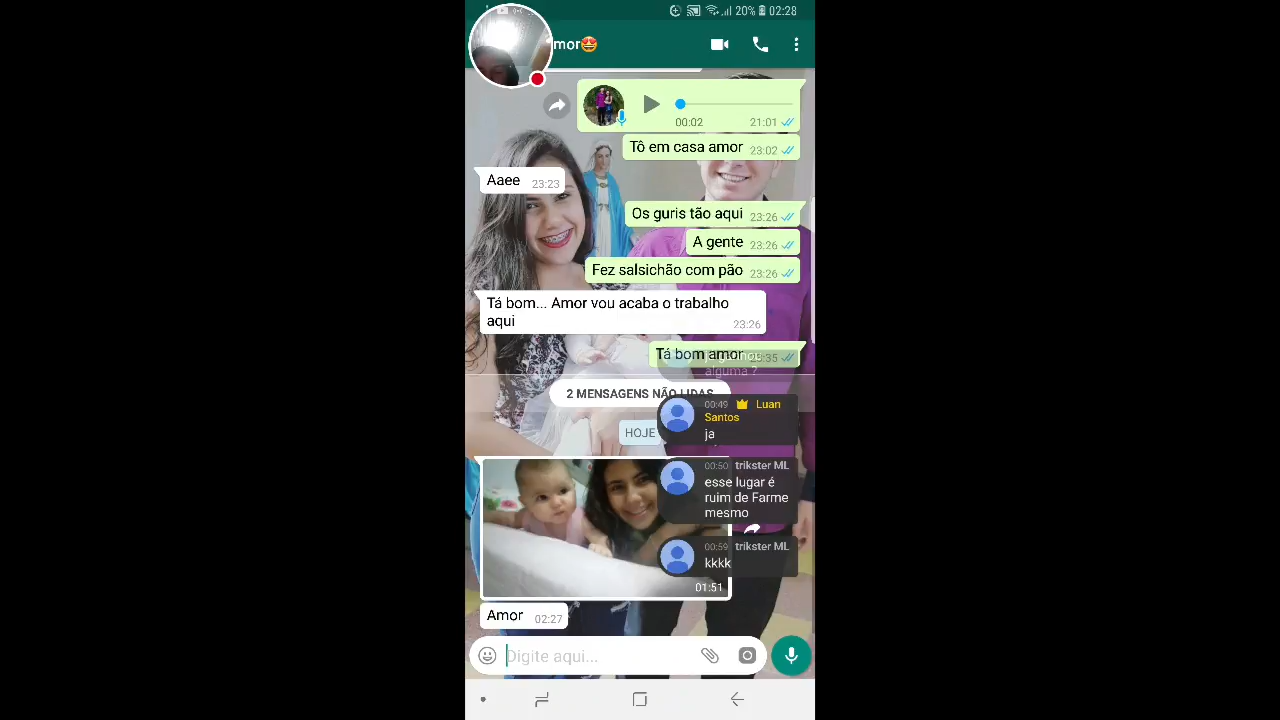 20% 02:28
mor
00:02 21:01
Tô em casa amor 23:02
Aaee 23:23
Os guris tão aqui 23:26
A gente 23:26
Fez salsichão com pão 23:26
Tá bom... Amor vou acaba o trabalho
aqui 23:26
Tá bom amor :35
alguma ?
2 MENSAGENS NÃO LIDAS
00:49 Luan
Santos
ja
HOJE
00:50 trikster ML
esse lugar é
ruim de Farme
mesmo
00:59 trikster ML
kkkk
01:51
Amor 02:27
Digite aqui...